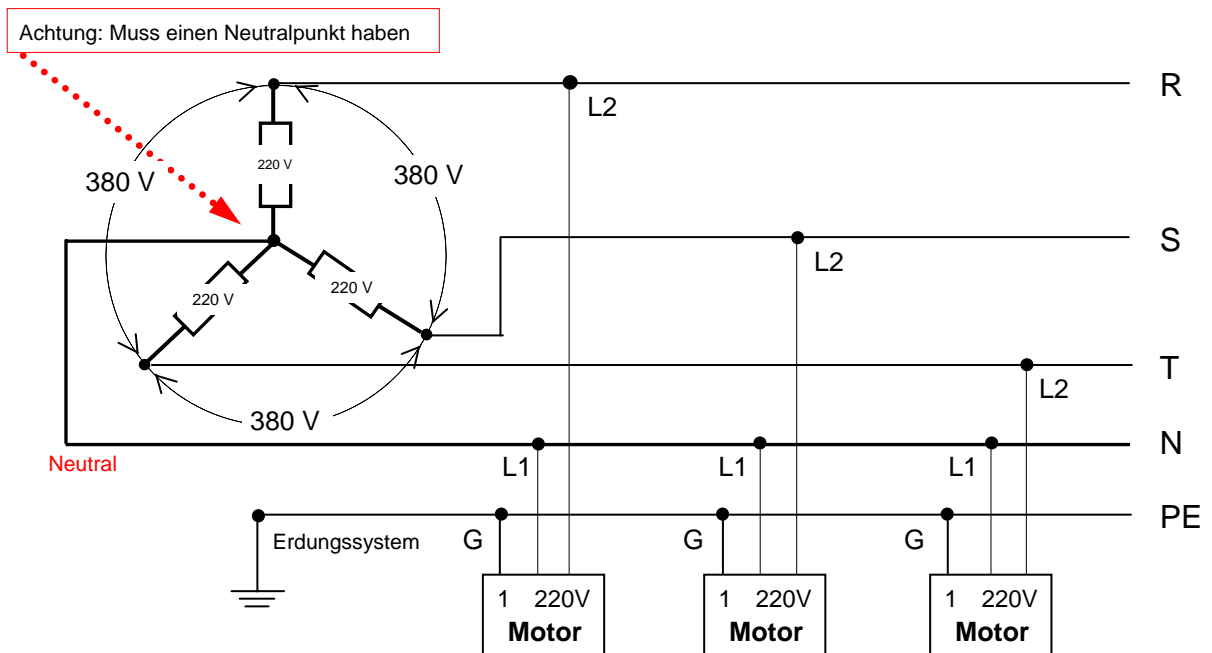 Achtung: Muss einen Neutralpunkt haben
R
L2
220 V
380 V
380 V
S
L2
220 V
220 V
T
L2
380 V
N
Neutral
L1
L1
L1
PE
Erdungssystem
G
G
G
1 220V
Motor
1 220V
Motor
1 220V
Motor